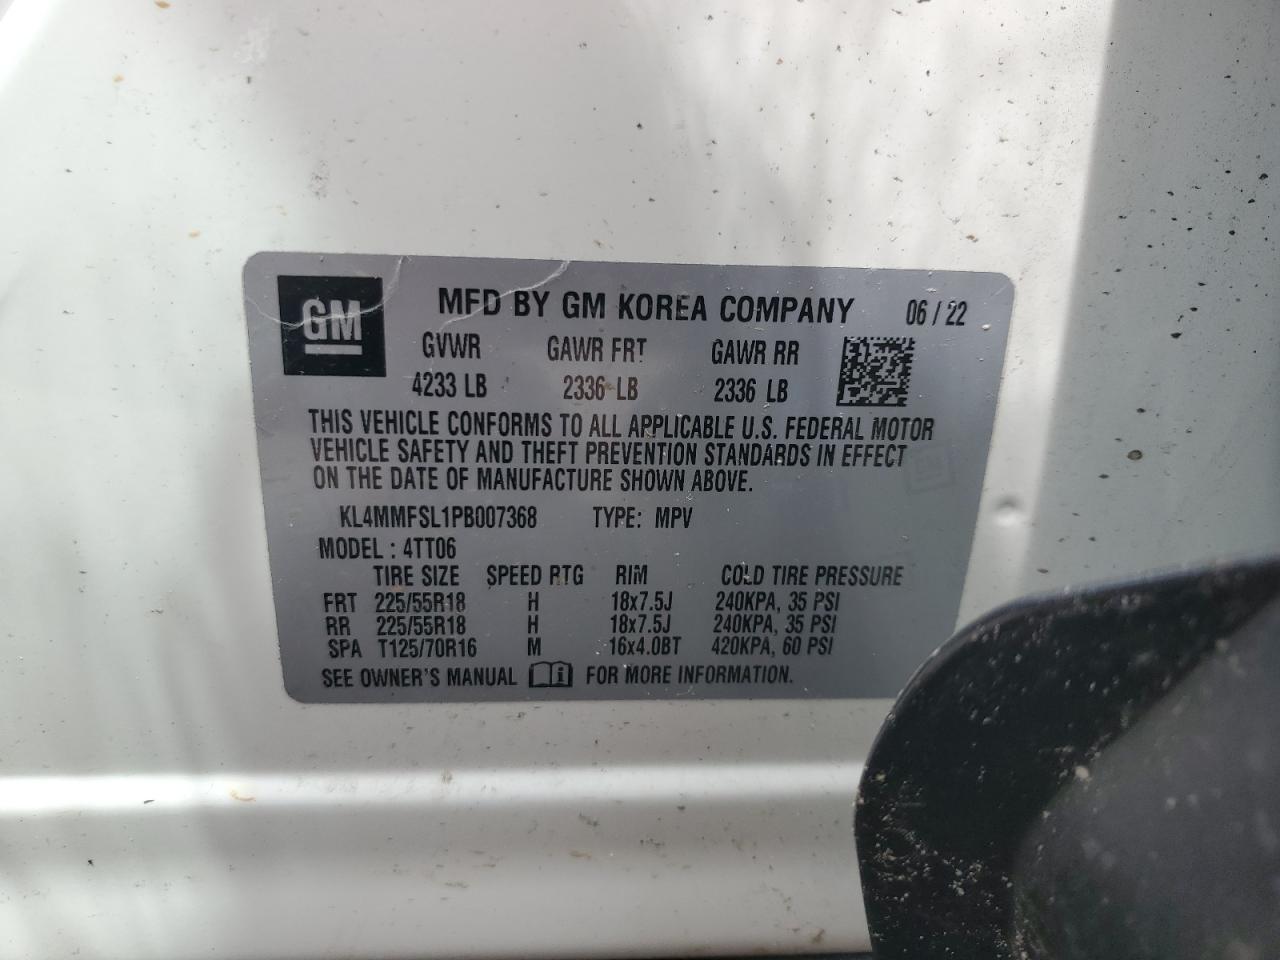 GM
MFD BY GM KOREA COMPANY 06 / 22
GVWR GAWR FRT GAWR RR
4233 LB 2336 LB 2336 LB
THIS VEHICLE CONFORMS TO ALL APPLICABLE U.S. FEDERAL MOTOR
VEHICLE SAFETY AND THEFT PREVENTION STANDARDS IN EFFECT
ON THE DATE OF MANUFACTURE SHOWN ABOVE.
KL4MMFSL1PB007368 TYPE: MPV
MODEL : 4TT06
TIRE SIZE SPEED RTG RIM COLD TIRE PRESSURE
FRT 225/55R18 H 18x7.5J 240KPA, 35 PSI
RR 225/55R18 H 18x7.5J 240KPA, 35 PSI
SPA T125/70R16 M 16x4.0BT 420KPA, 60 PSI
SEE OWNER'S MANUAL FOR MORE INFORMATION.